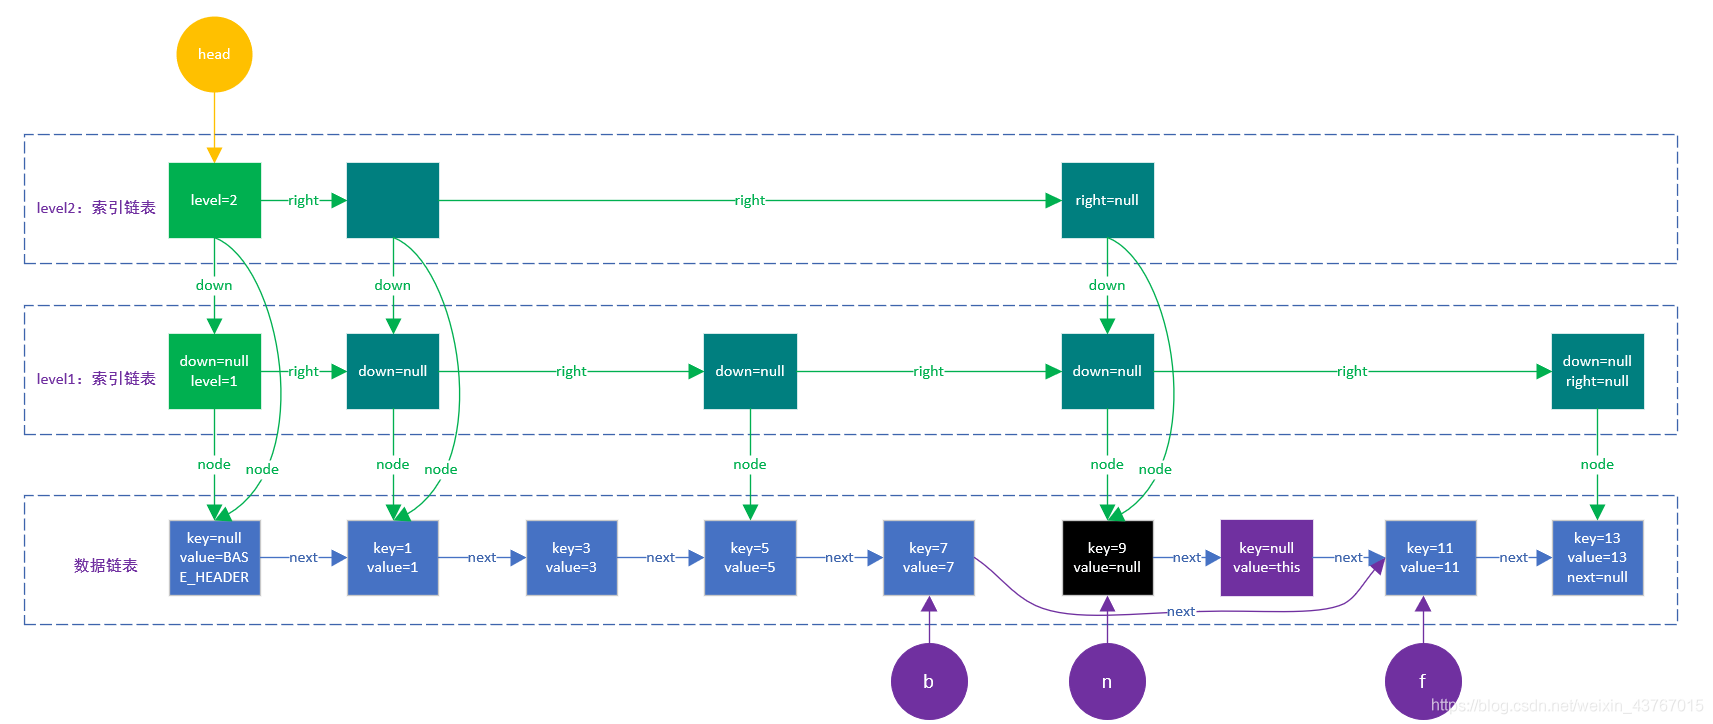 head
level2：索引链表
level=2
right
right
right=null
down
down
down
level1：索引链表
down=null
level=1
right
down=null
right
down=null
right
down=null
right
down=null
right=null
node
node
node
node
node
node
node
node
数据链表
key=null
value=BAS
E_HEADER
next
key=1
value=1
next
key=3
value=3
next
key=5
value=5
next
key=7
value=7
key=9
value=null
next
key=null
value=this
next
key=11
value=11
next
key=13
value=13
next=null
next
b
n
f
https://blog.csdn.net/weixin_43767015